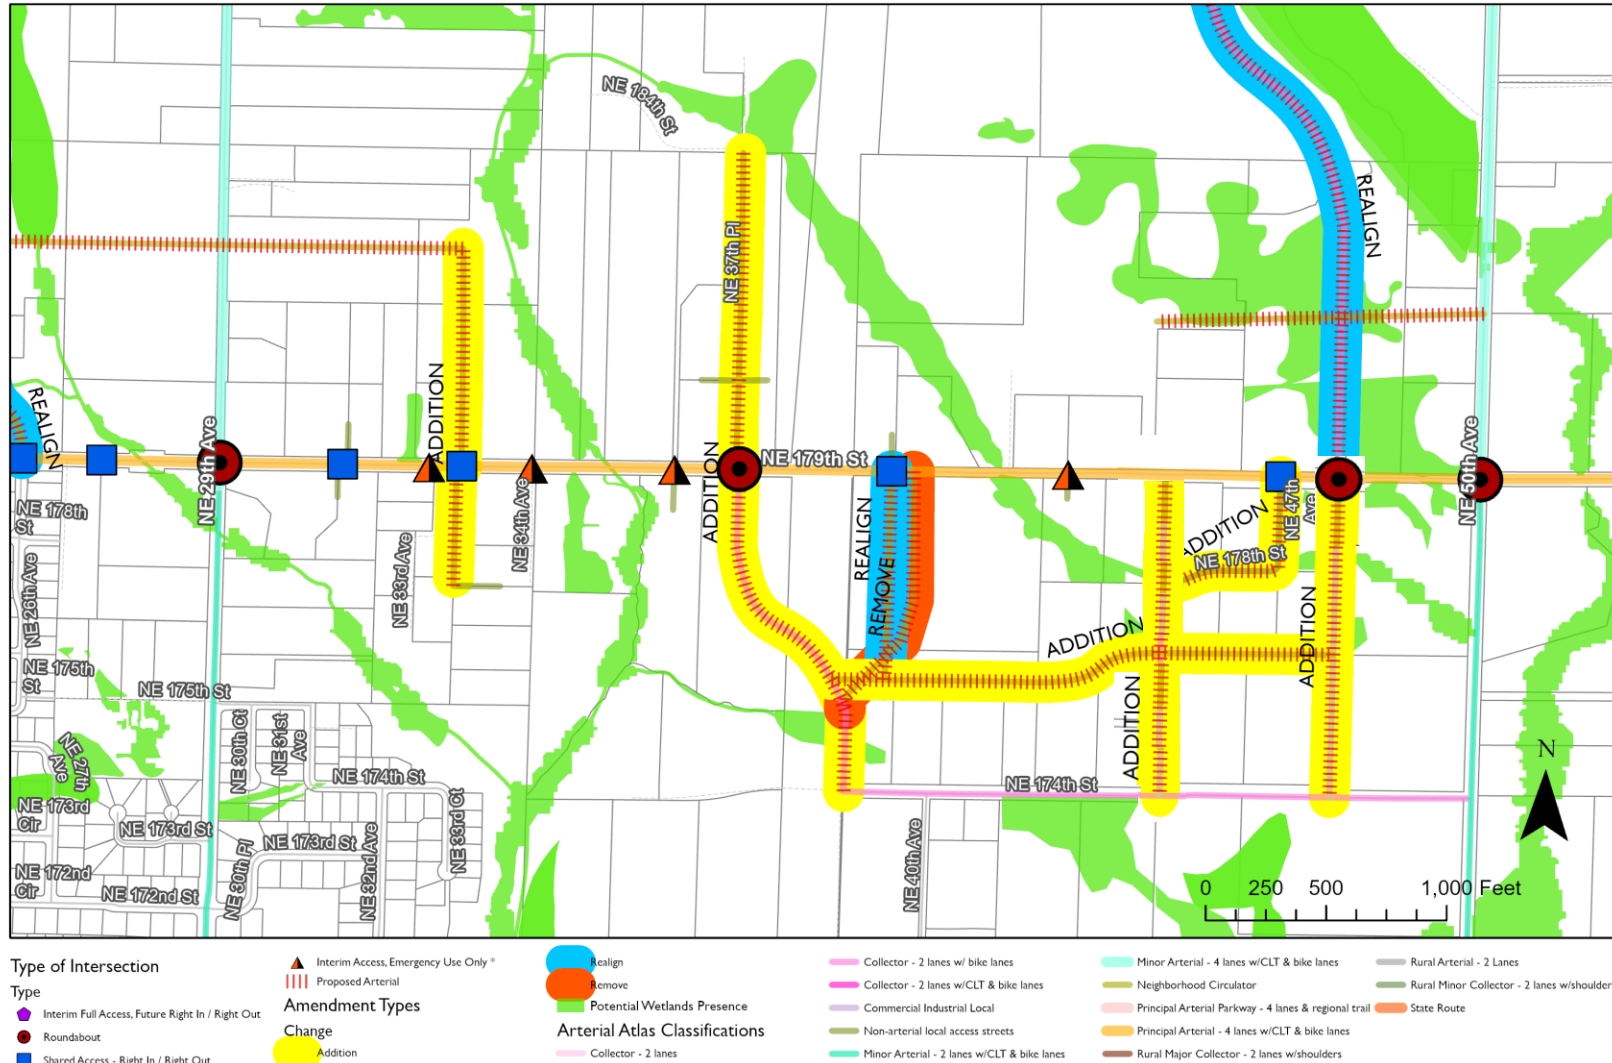 NE 184th St
REALIGN
NE 37th Pl
ADDITION
REALIGN
NE 29th Ave
ADDITION
NE 179th St
NE 50th Ave
NE 178th
St
NE 26th Ave
NE 33rd Ave
NE 34th Ave
REALIGN
REMOVE
ADDITION
NE 47th
Ave
NE 178th St
ADDITION
ADDITION
ADDITION
NE 175th
St
NE 175th St
NE 27th
Ave
NE 30th Ct
NE 31st
Ave
NE 174th St
NE 174th St
NE 173rd
Cir
NE 173rd St
NE 173rd St
NE 33rd Ct
NE 32nd Ave
NE 40th Ave
NE 172nd
Cir
NE 172nd St
NE 30th Pl
N
0 250 500 1,000 Feet
Type of Intersection
Type
Interim Full Access, Future Right In / Right Out
Roundabout
Shared Access - Right In / Right Out
Interim Access, Emergency Use Only *
Proposed Arterial
Amendment Types
Change
Addition
Realign
Remove
Potential Wetlands Presence
Arterial Atlas Classifications
Collector - 2 lanes
Collector - 2 lanes w/ bike lanes
Collector - 2 lanes w/CLT & bike lanes
Commercial Industrial Local
Non-arterial local access streets
Minor Arterial - 2 lanes w/CLT & bike lanes
Minor Arterial - 4 lanes w/CLT & bike lanes
Neighborhood Circulator
Principal Arterial Parkway - 4 lanes & regional trail
Principal Arterial - 4 lanes w/CLT & bike lanes
Rural Major Collector - 2 lanes w/shoulders
Rural Arterial - 2 Lanes
Rural Minor Collector - 2 lanes w/shoulder
State Route